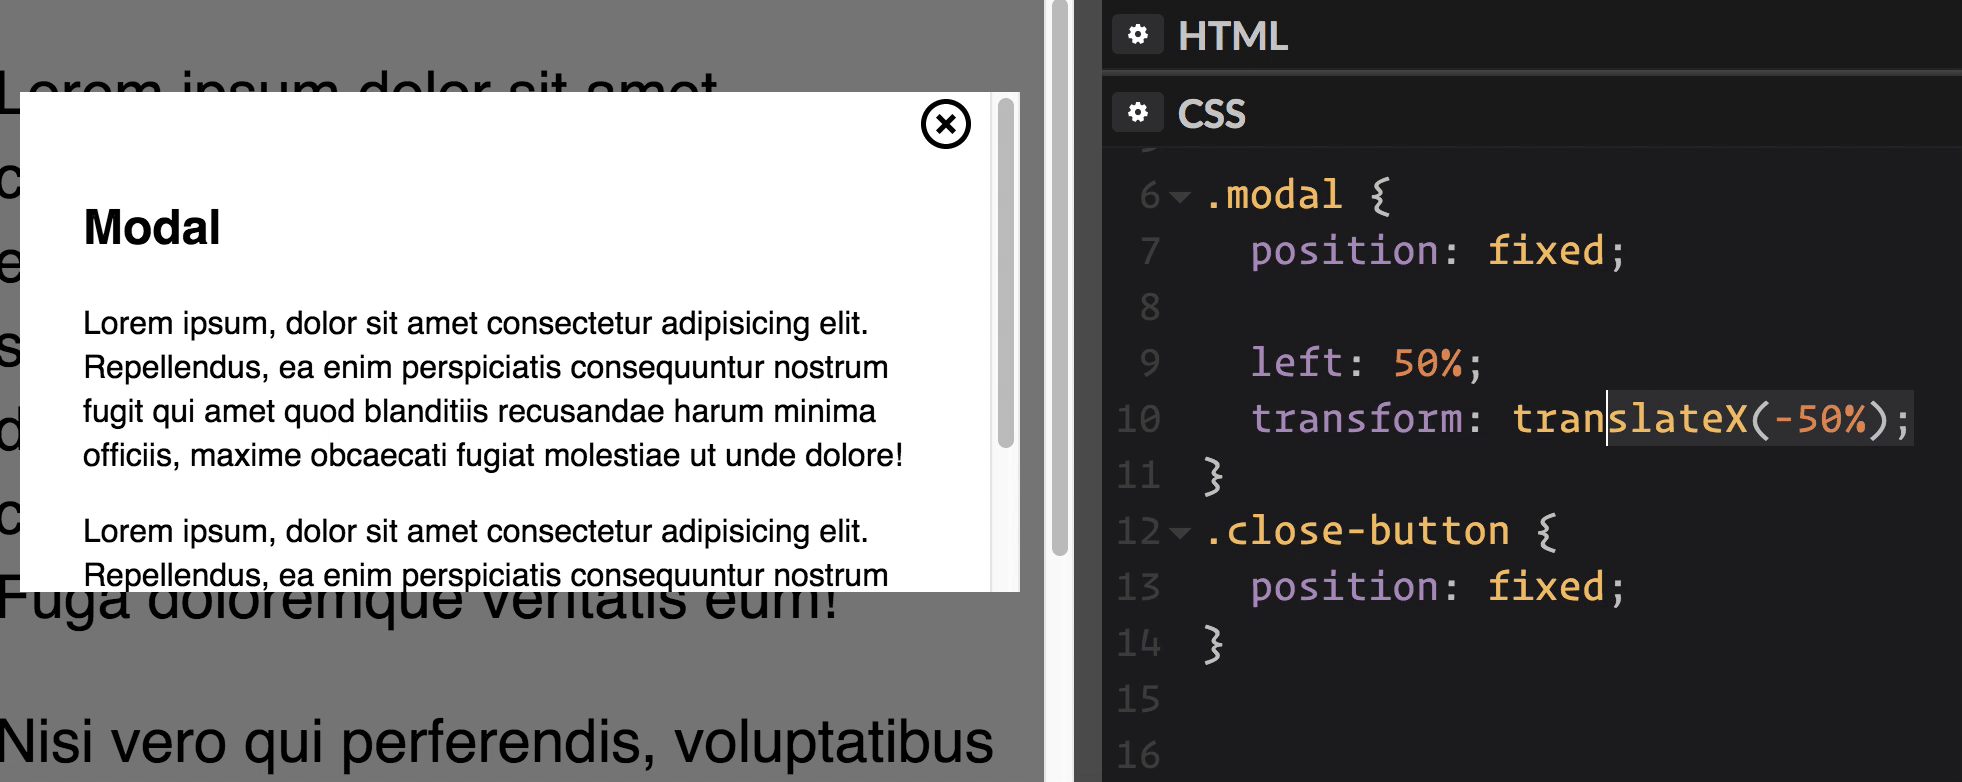 Lorem ipsum dolor sit amet
c
e
s
d
c
Modal
Lorem ipsum, dolor sit amet consectetur adipisicing elit.
Repellendus, ea enim perspiciatis consequuntur nostrum
fugit qui amet quod blanditiis recusandae harum minima
officiis, maxime obcaecati fugiat molestiae ut unde dolore!
Lorem ipsum, dolor sit amet consectetur adipisicing elit.
Repellendus, ea enim perspiciatis consequuntur nostrum
Fuga doloremque veritatis eum!
Nisi vero qui perferendis, voluptatibus
HTML
CSS
6 .modal {
7 position: fixed;
8
9 left: 50%;
10 transform: translateX(-50%);
11 }
12 .close-button {
13 position: fixed;
14 }
15
16